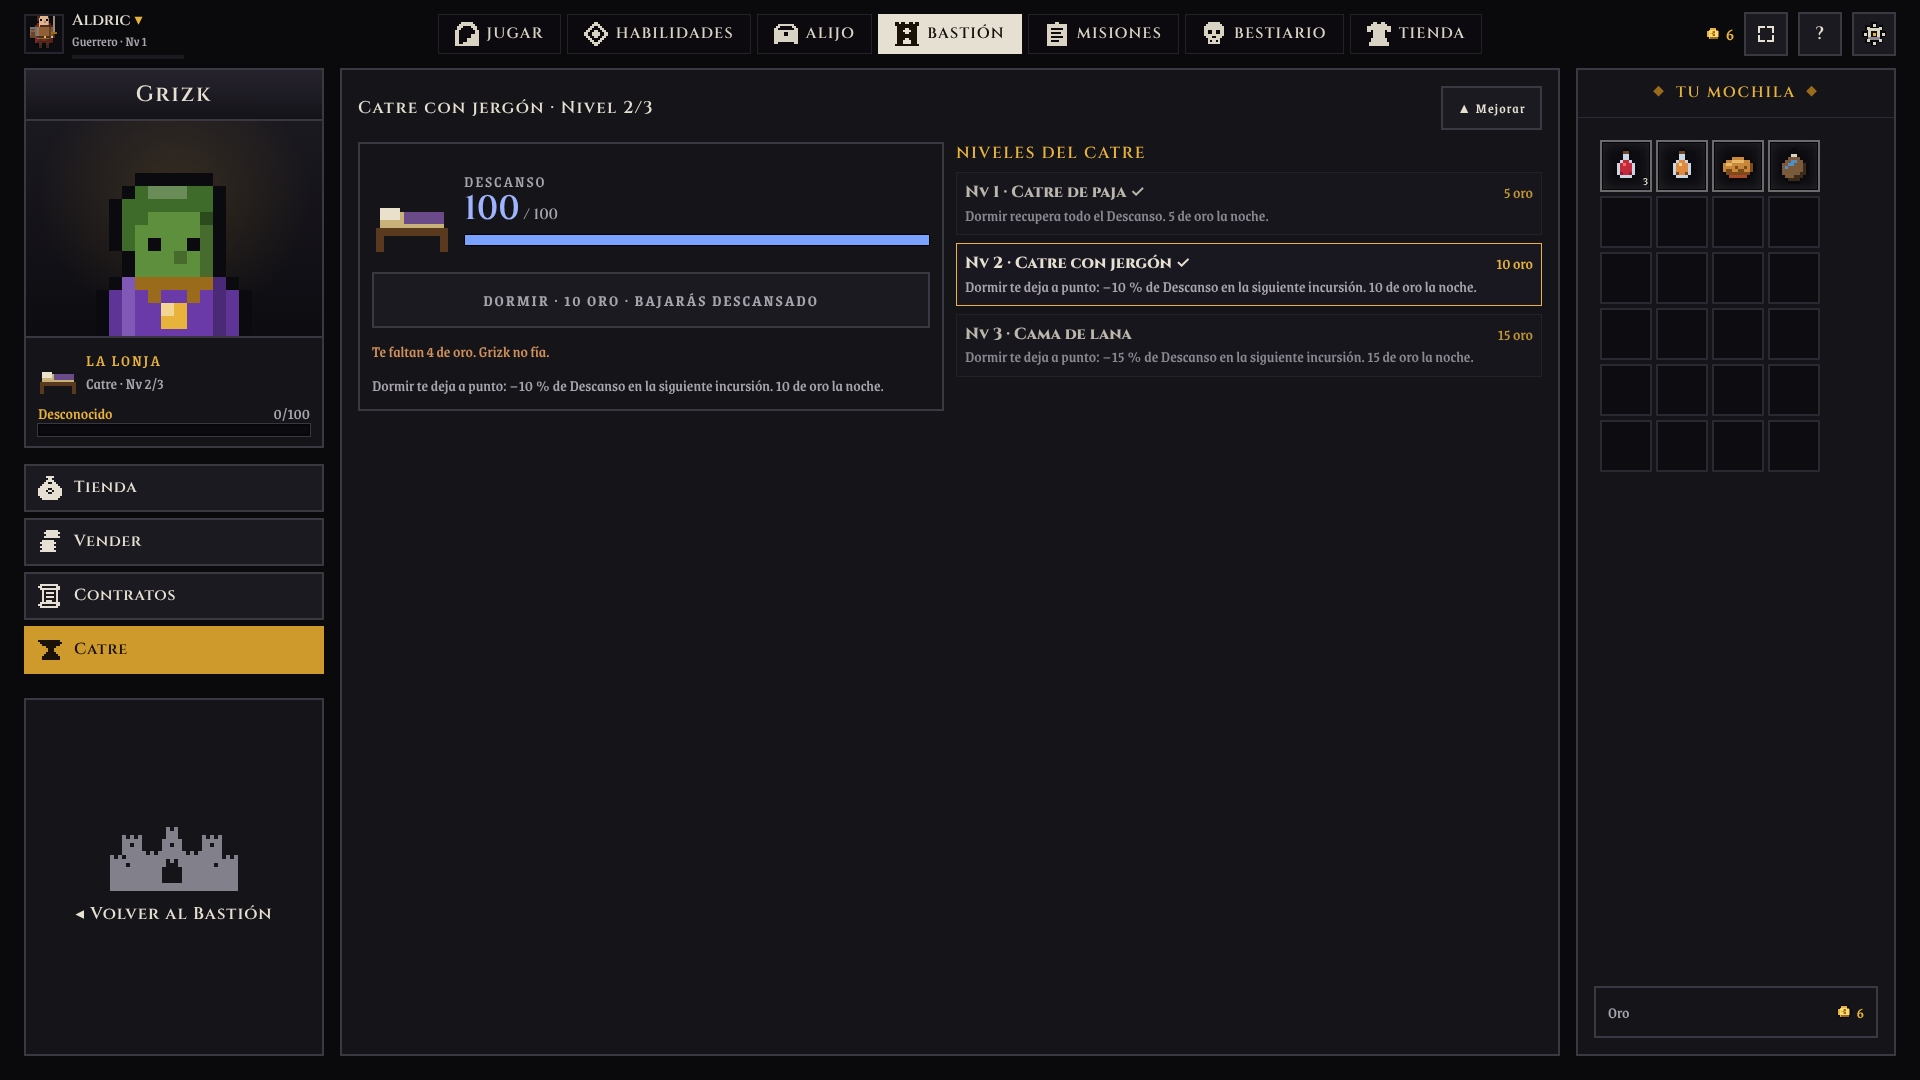 Aldric ▼
Guerrero · Nv 1
JUGAR
HABILIDADES
ALIJO
BASTIÓN
MISIONES
BESTIARIO
TIENDA
6
?
Grizk
LA LONJA
Catre · Nv 2/3
Desconocido 0/100
Tienda
Vender
Contratos
Catre
◂ Volver al Bastión
Catre con jergón · Nivel 2/3
▲ Mejorar
DESCANSO
100 / 100
DORMIR · 10 ORO · BAJARÁS DESCANSADO
Te faltan 4 de oro. Grizk no fía.
Dormir te deja a punto: −10 % de Descanso en la siguiente incursión. 10 de oro la noche.
NIVELES DEL CATRE
Nv 1 · Catre de paja ✓ 5 oro
Dormir recupera todo el Descanso. 5 de oro la noche.
Nv 2 · Catre con jergón ✓ 10 oro
Dormir te deja a punto: −10 % de Descanso en la siguiente incursión. 10 de oro la noche.
Nv 3 · Cama de lana 15 oro
Dormir te deja a punto: −15 % de Descanso en la siguiente incursión. 15 de oro la noche.
◆ TU MOCHILA ◆
3
Oro 6